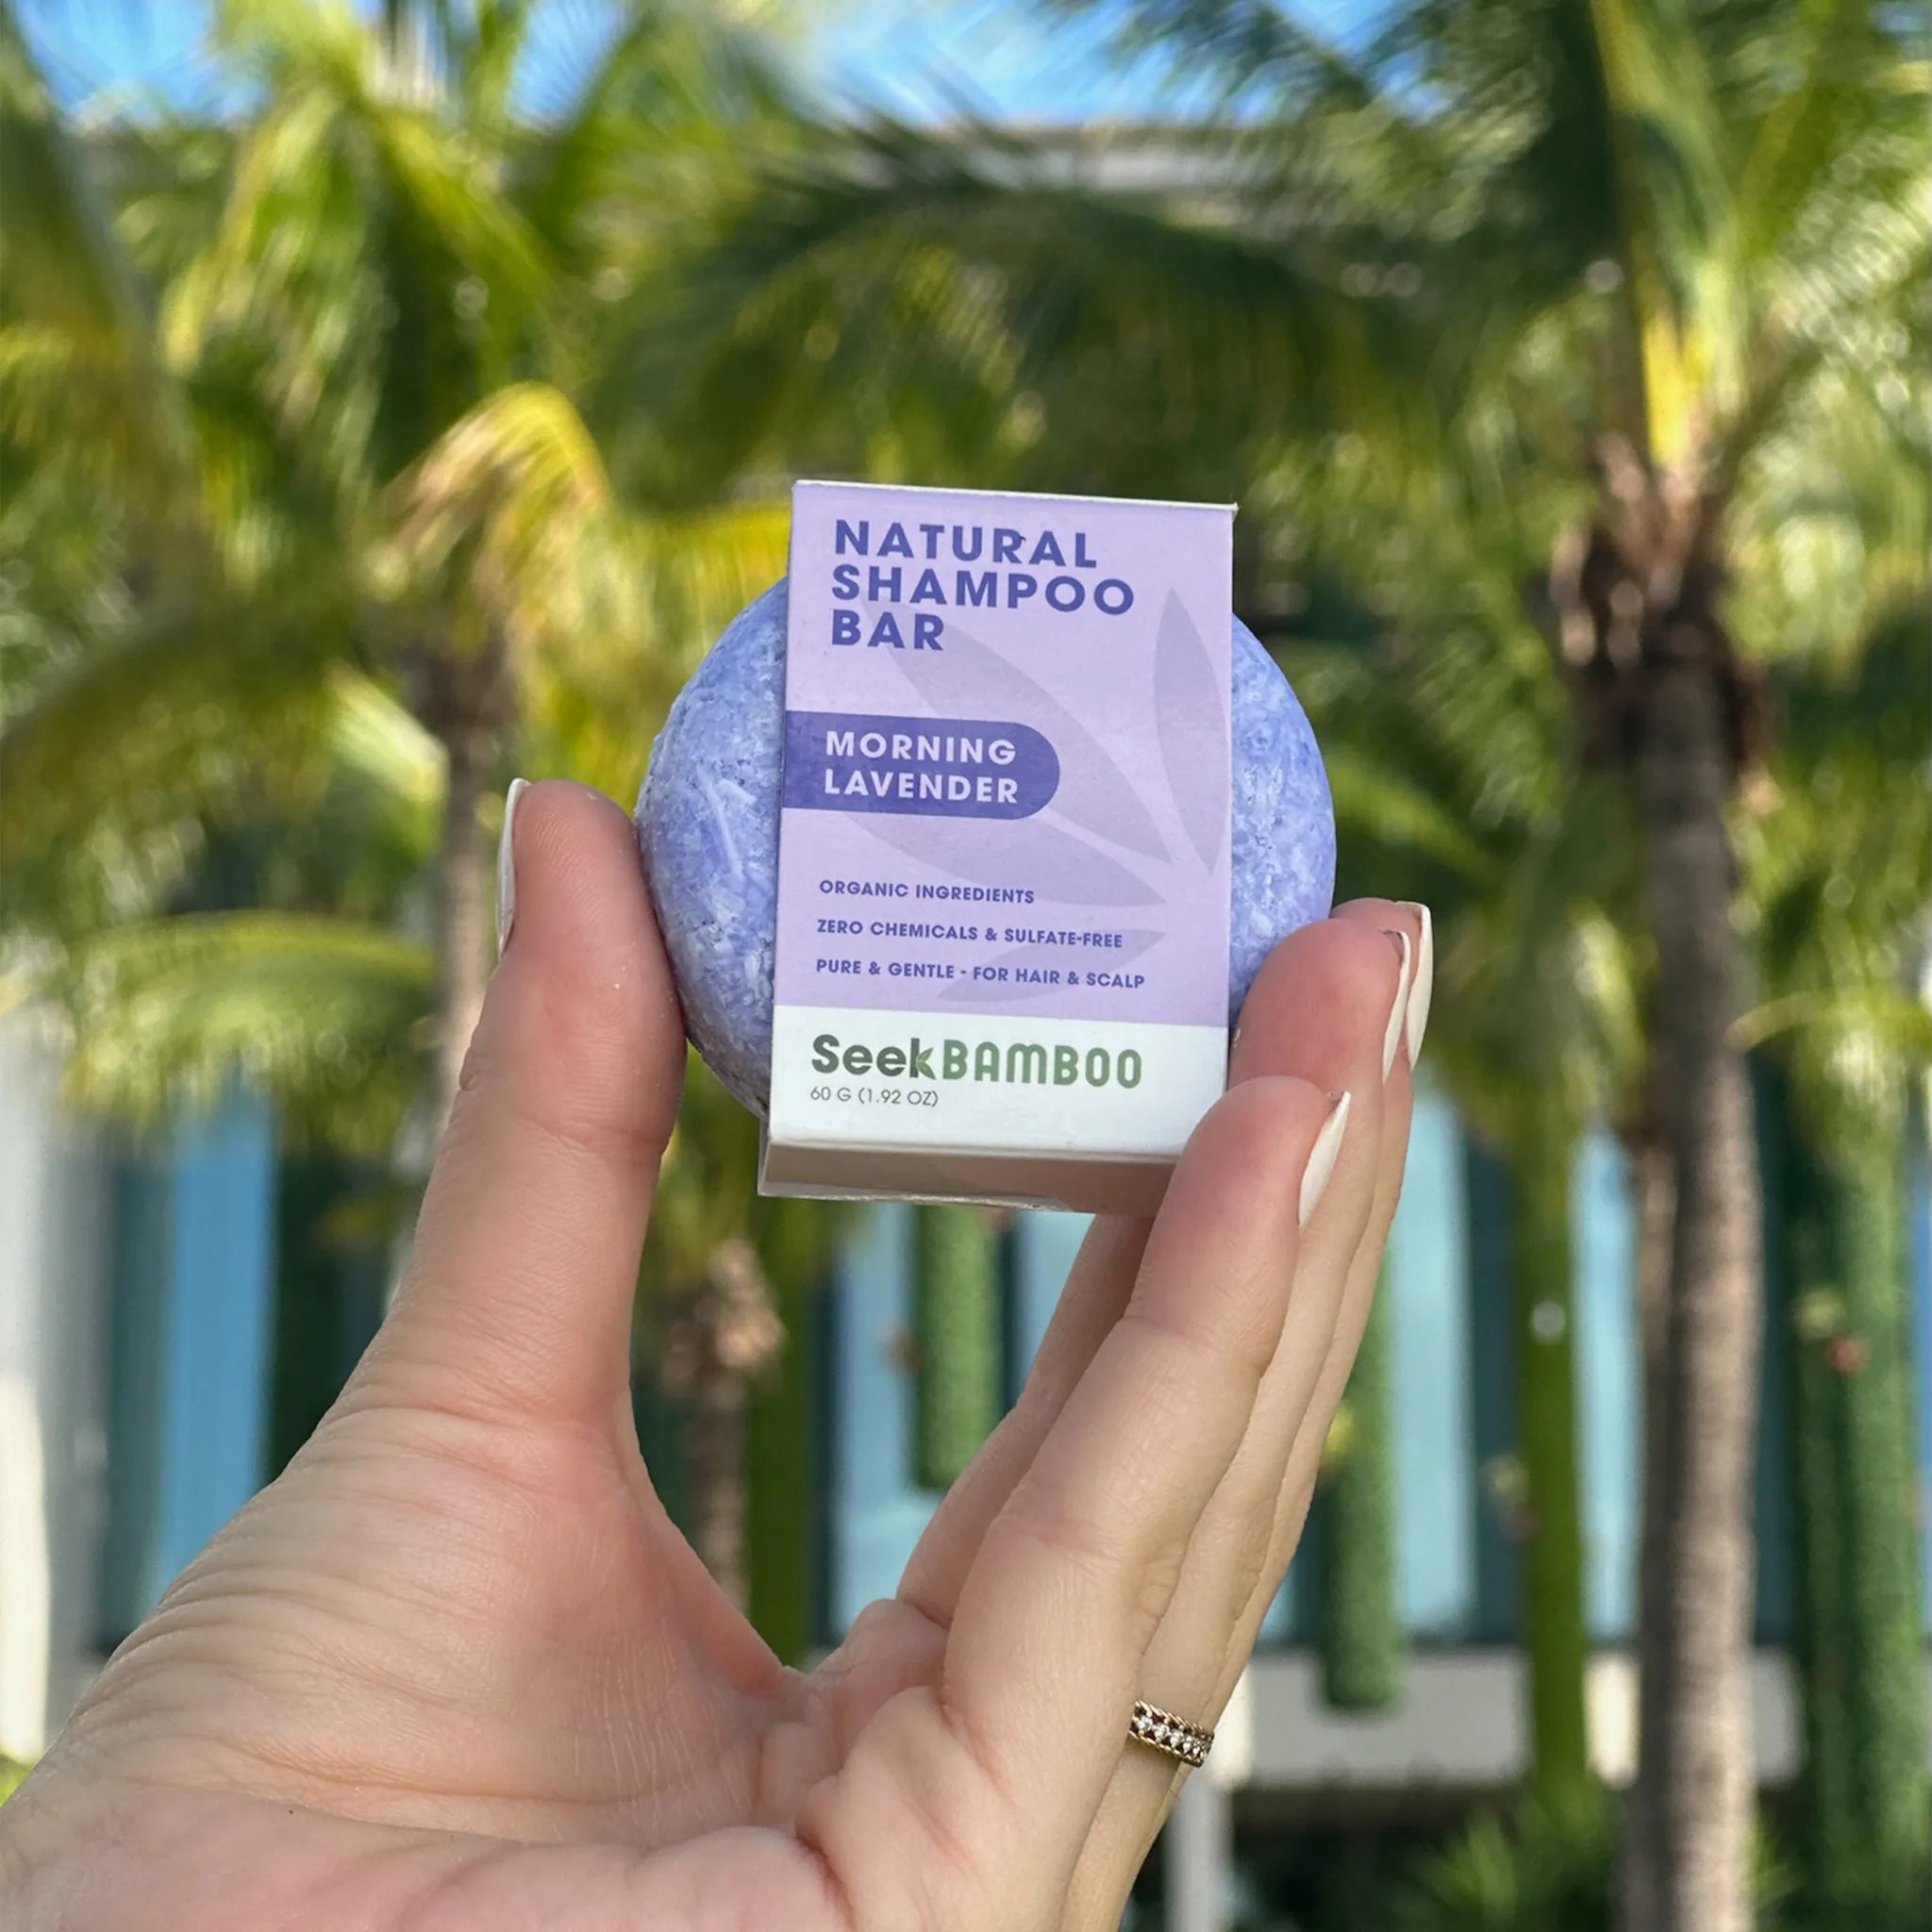 NATURAL
SHAMPOO
BAR
MORNING
LAVENDER
ORGANIC INGREDIENTS
ZERO CHEMICALS & SULFATE-FREE
PURE & GENTLE - FOR HAIR & SCALP
SeekBAMBOO
60 G (1.92 OZ)